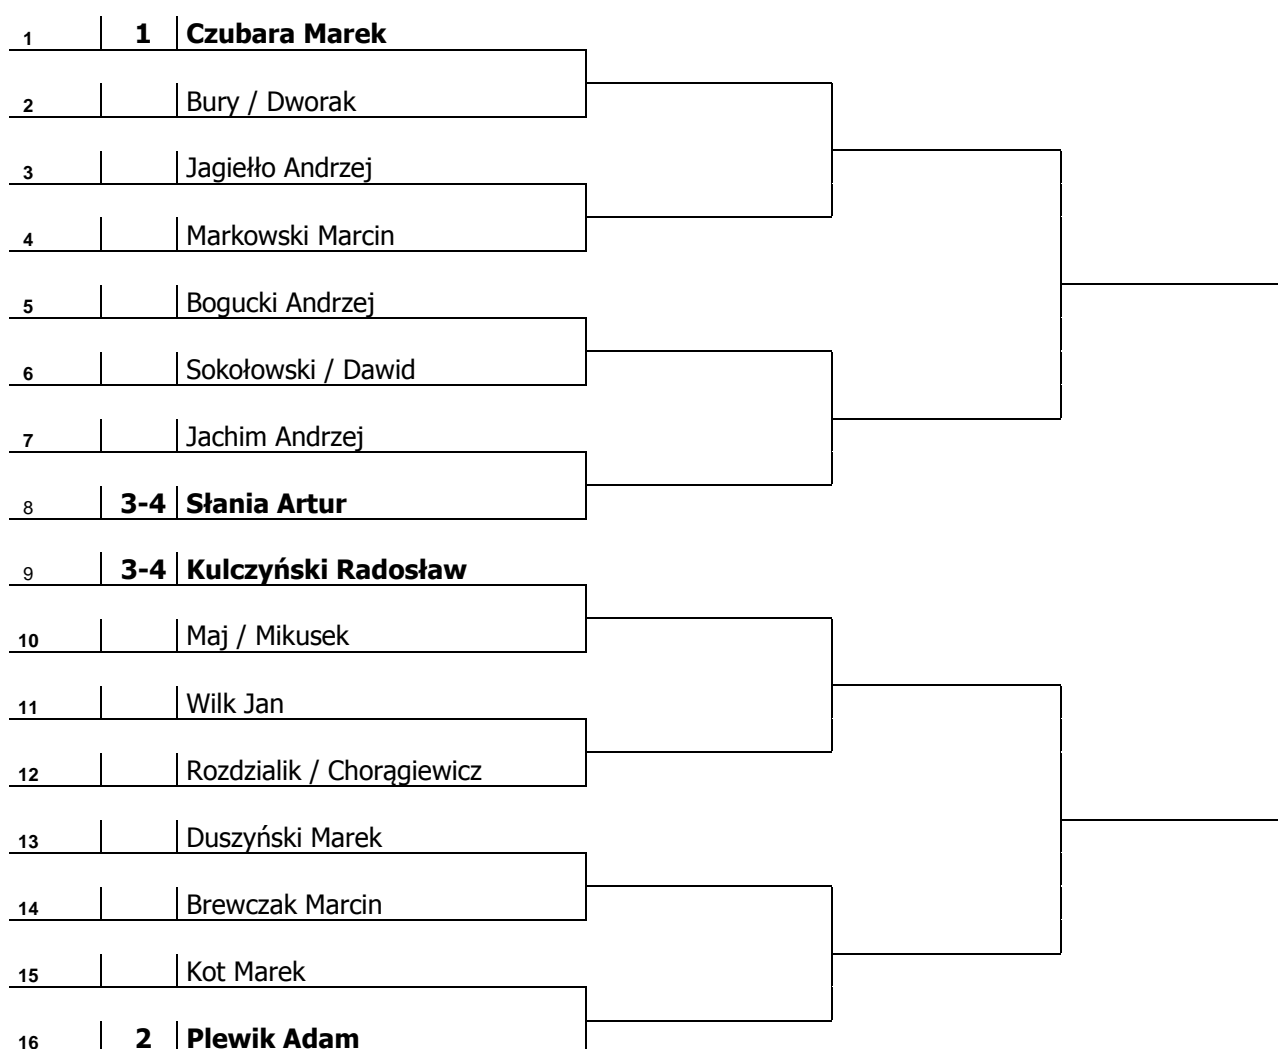 1 1 Czubara Marek
2 Bury / Dworak
3 Jagiełło Andrzej
4 Markowski Marcin
5 Bogucki Andrzej
6 Sokołowski / Dawid
7 Jachim Andrzej
8 3-4 Słania Artur
9 3-4 Kulczyński Radosław
10 Maj / Mikusek
11 Wilk Jan
12 Rozdzialik / Chorągiewicz
13 Duszyński Marek
14 Brewczak Marcin
15 Kot Marek
16 2 Plewik Adam